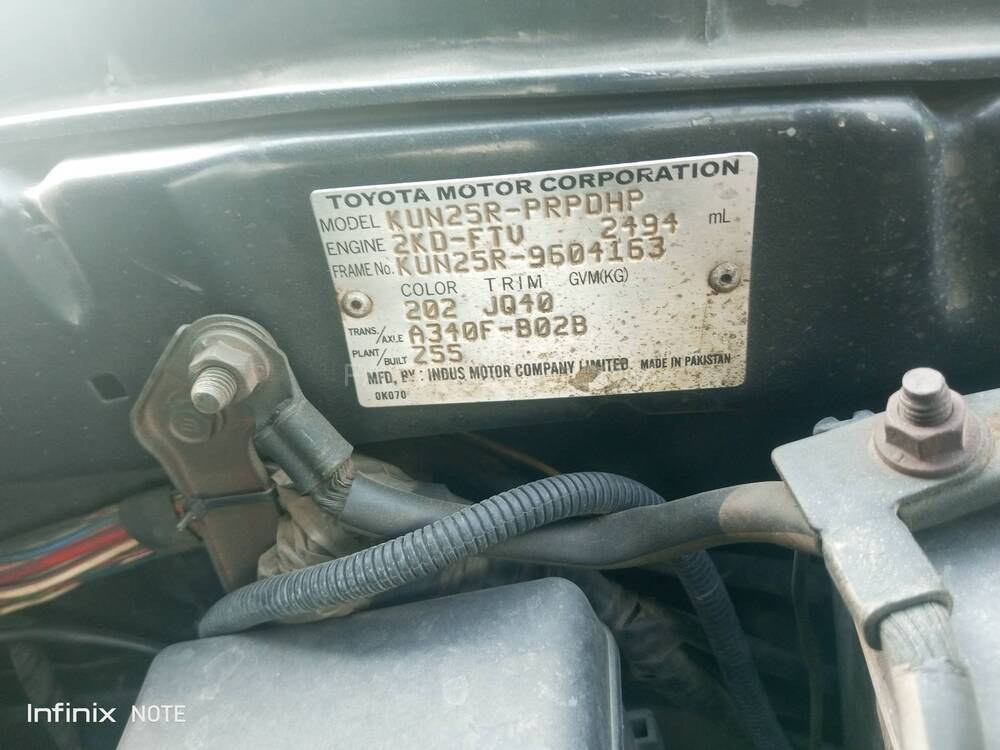 TOYOTA MOTOR CORPORATION
MODEL KUN25R-PRPDHP
ENGINE 2KD-FTV 2494 mL
FRAME No. KUN25R-9604163
COLOR TRIM GVM(KG)
202 JQ40
TRANS./AXLE A340F-B02B
PLANT/BUILT Z55
MFD. BY: INDUS MOTOR COMPANY LIMITED. MADE IN PAKISTAN
0K070
Infinix NOTE